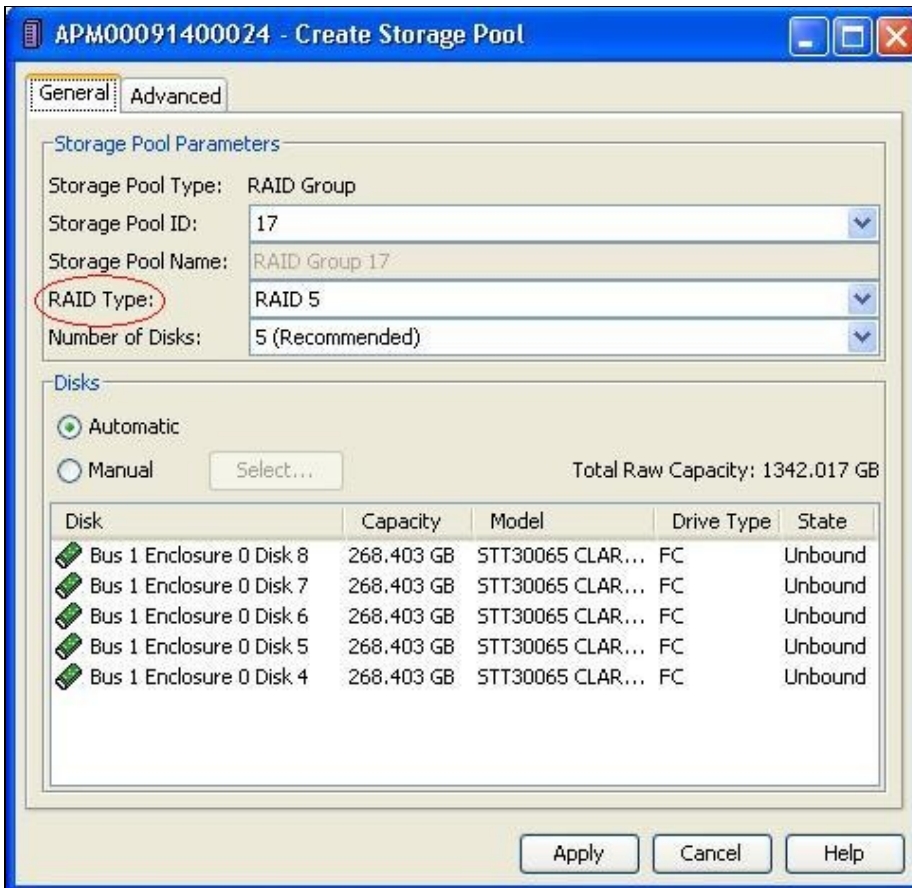 APM00091400024 - Create Storage Pool
General Advanced
Storage Pool Parameters
Storage Pool Type: RAID Group
Storage Pool ID: 17
Storage Pool Name: RAID Group 17
RAID Type: RAID 5
Number of Disks: 5 (Recommended)
Disks
Automatic
Manual Select... Total Raw Capacity: 1342.017 GB
Disk Capacity Model Drive Type State
Bus 1 Enclosure 0 Disk 8 268.403 GB STT30065 CLAR... FC Unbound
Bus 1 Enclosure 0 Disk 7 268.403 GB STT30065 CLAR... FC Unbound
Bus 1 Enclosure 0 Disk 6 268.403 GB STT30065 CLAR... FC Unbound
Bus 1 Enclosure 0 Disk 5 268.403 GB STT30065 CLAR... FC Unbound
Bus 1 Enclosure 0 Disk 4 268.403 GB STT30065 CLAR... FC Unbound
Apply Cancel Help